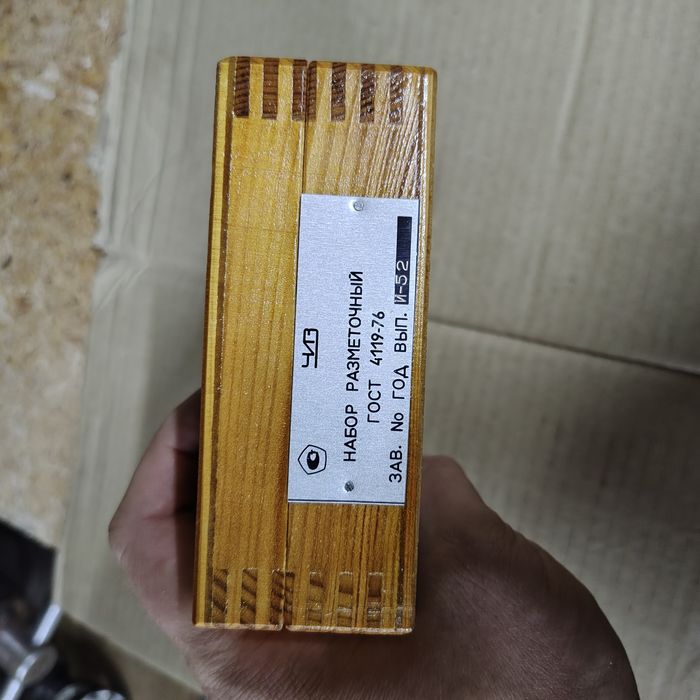 ЧИЗ
НАБОР РАЗМЕТОЧНЫЙ
ГОСТ 4119-76
ЗАВ. No ГОД ВЫП. И-52